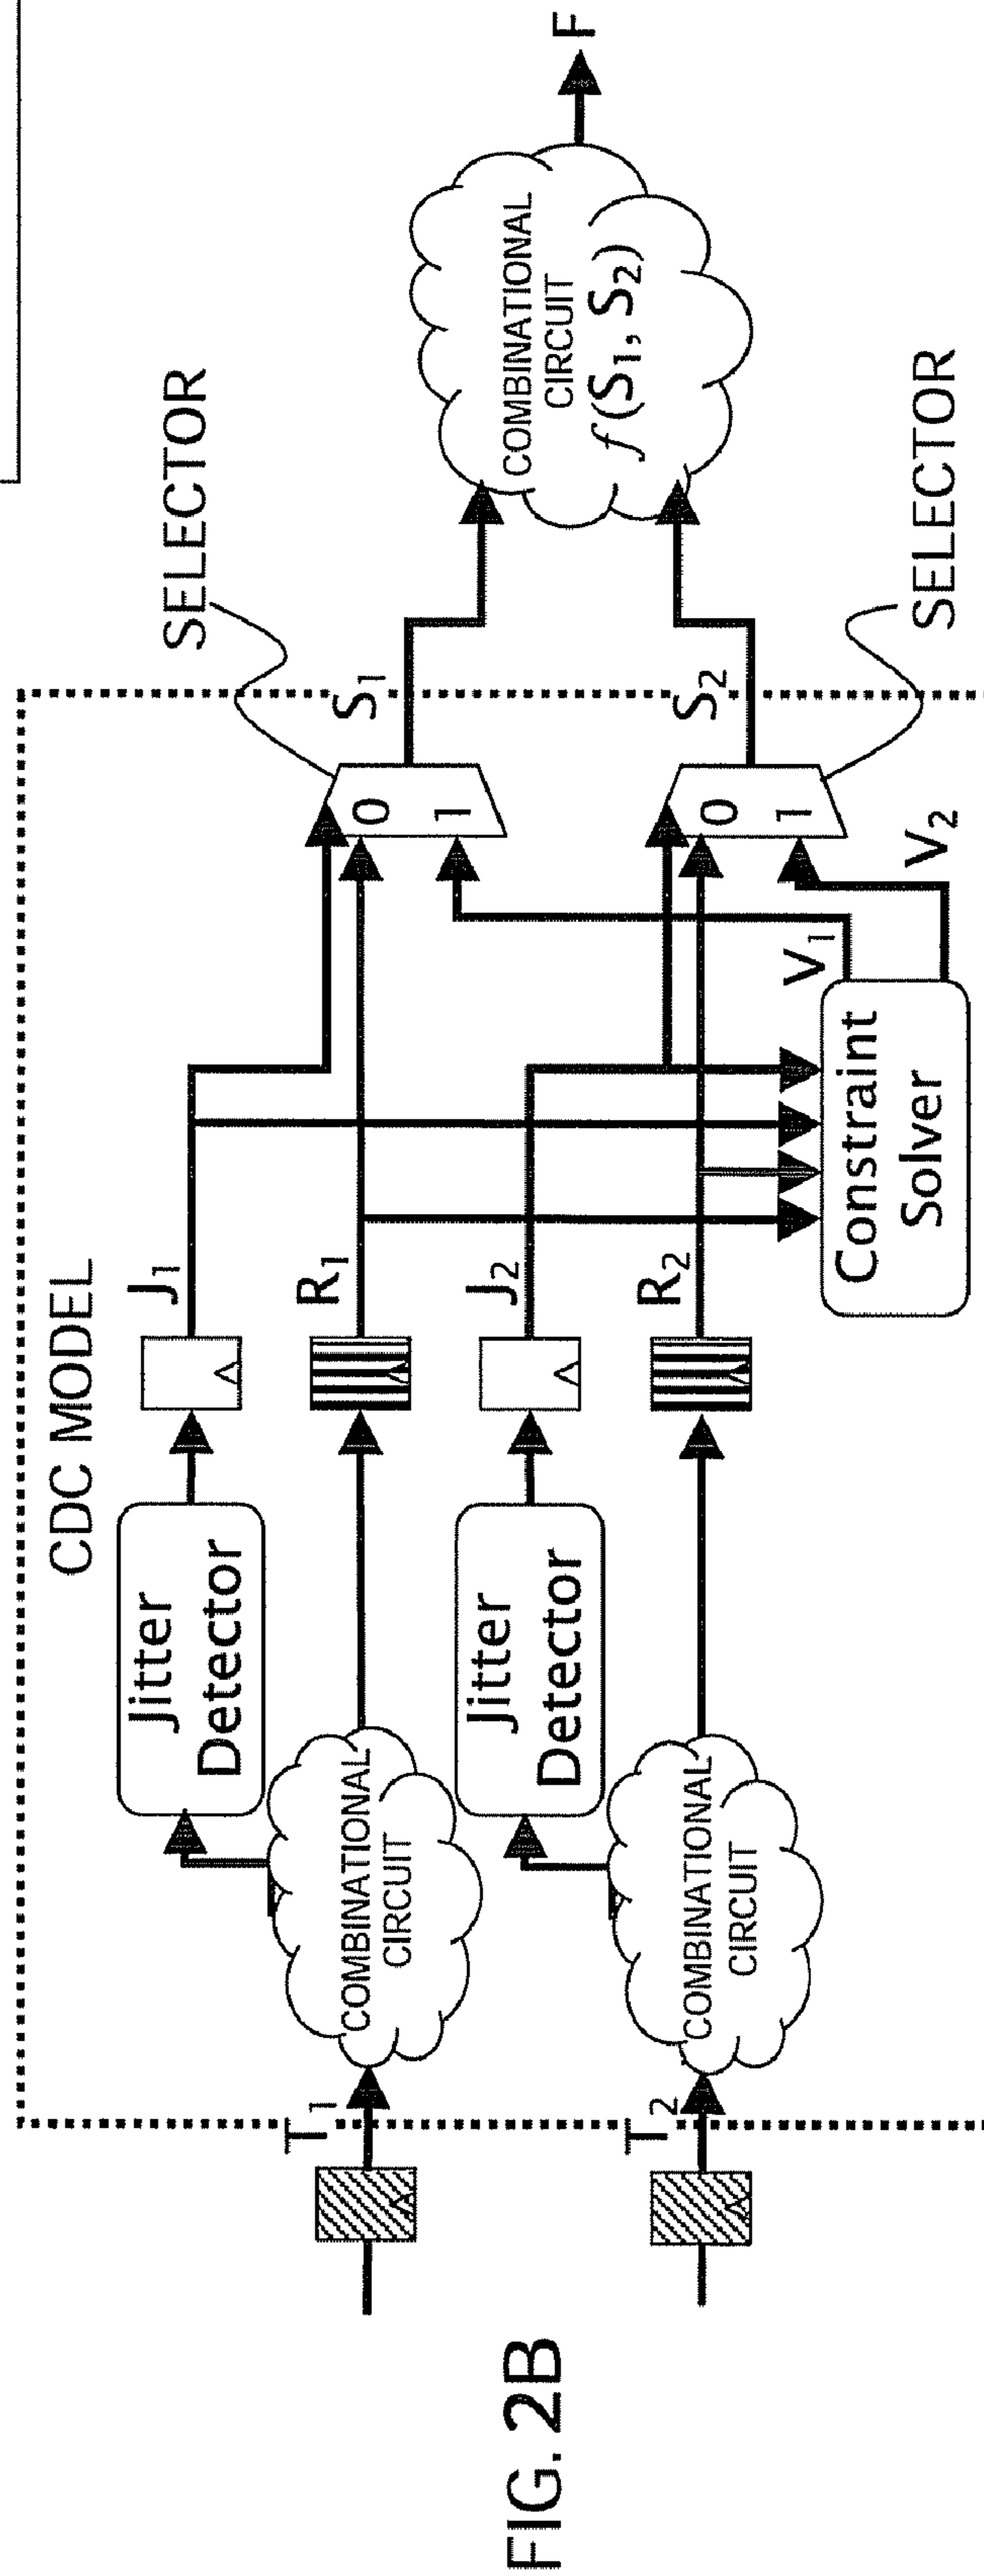 FIG. 2B
CDC MODEL
T1
T2
COMBINATIONAL
CIRCUIT
COMBINATIONAL
CIRCUIT
Jitter
Detector
Jitter
Detector
J1
R1
J2
R2
Constraint
Solver
V1
V2
0
1
0
1
S1
S2
SELECTOR
SELECTOR
COMBINATIONAL
CIRCUIT
f(S1, S2)
F